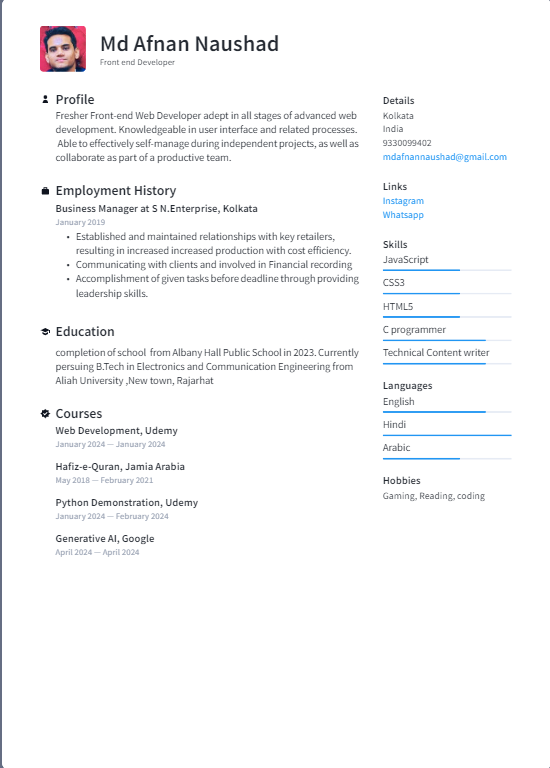 Md Afnan Naushad
Front end Developer
Profile
Fresher Front-end Web Developer adept in all stages of advanced web
development. Knowledgeable in user interface and related processes.
Able to effectively self-manage during independent projects, as well as
collaborate as part of a productive team.
Employment History
Business Manager at S N.Enterprise, Kolkata
January 2019
• Established and maintained relationships with key retailers,
resulting in increased increased production with cost efficiency.
• Communicating with clients and involved in Financial recording
• Accomplishment of given tasks before deadline through providing
leadership skills.
Education
completion of school from Albany Hall Public School in 2023. Currently
persuing B.Tech in Electronics and Communication Engineering from
Aliah University ,New town, Rajarhat
Courses
Web Development, Udemy
January 2024 — January 2024
Hafiz-e-Quran, Jamia Arabia
May 2018 — February 2021
Python Demonstration, Udemy
January 2024 — February 2024
Generative AI, Google
April 2024 — April 2024
Details
Kolkata
India
9330099402
mdafnannaushad@gmail.com
Links
Instagram
Whatsapp
Skills
JavaScript
CSS3
HTML5
C programmer
Technical Content writer
Languages
English
Hindi
Arabic
Hobbies
Gaming, Reading, coding